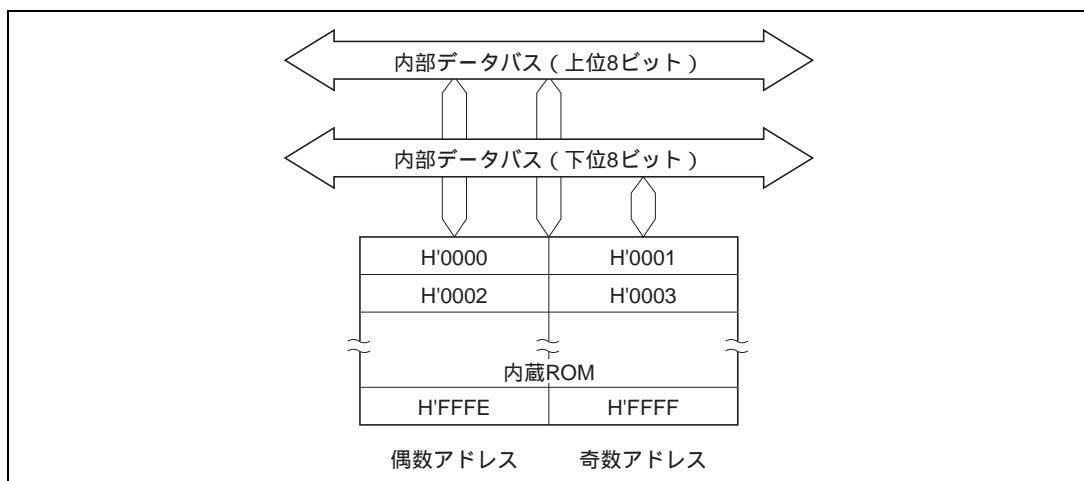 内部データバス（上位8ビット）
内部データバス（下位8ビット）
H'0000 H'0001
H'0002 H'0003
内蔵ROM
H'FFFE H'FFFF
偶数アドレス 奇数アドレス